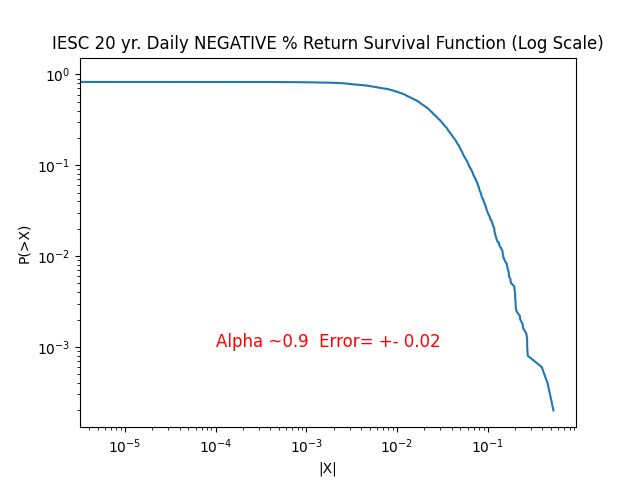 IESC 20 yr. Daily NEGATIVE % Return Survival Function (Log Scale)
10⁰
10⁻¹
10⁻²
10⁻³
P(>X)
Alpha ~0.9  Error= +- 0.02
10⁻⁵ 10⁻⁴ 10⁻³ 10⁻² 10⁻¹
|X|